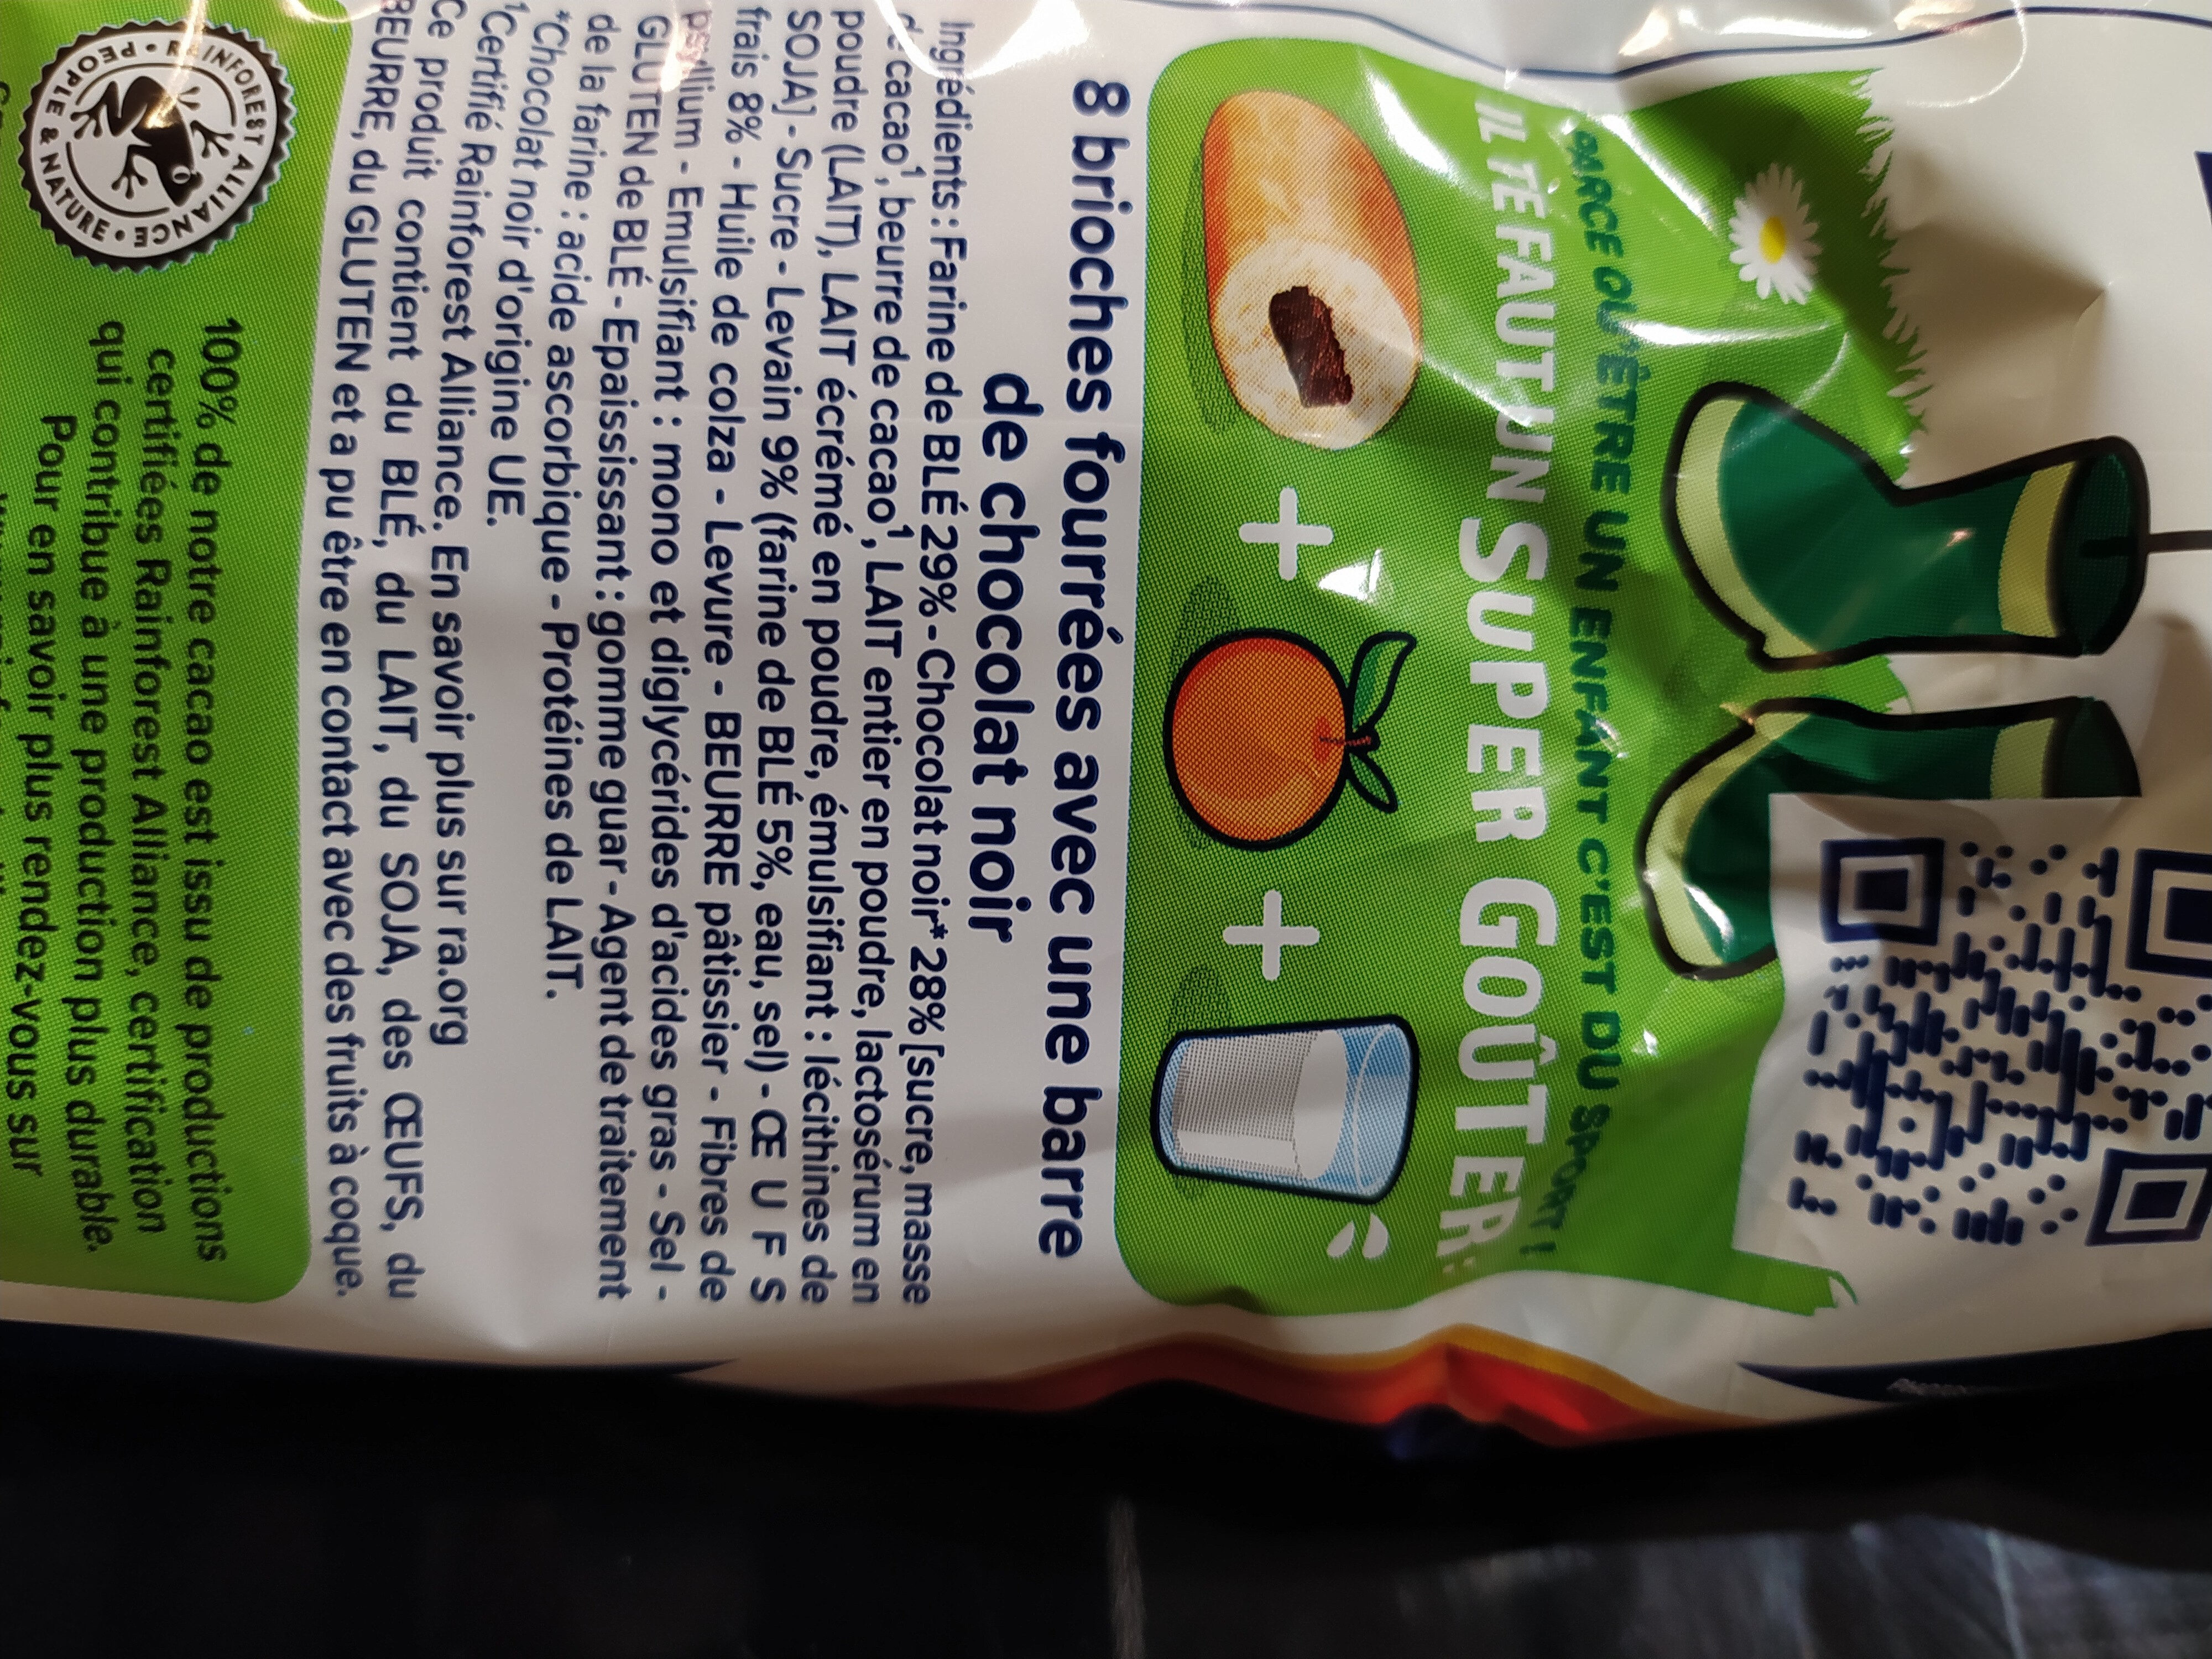 PARCE QU'ÊTRE UN ENFANT C'EST DU SPORT !
IL TE FAUT UN SUPER GOÛTER:
8 brioches fourrées avec une barre
de chocolat noir
Ingrédients : Farine de BLÉ 29% - Chocolat noir* 28% [sucre, masse
de cacao¹, beurre de cacao¹, LAIT entier en poudre, lactosérum en
poudre (LAIT), LAIT écrémé en poudre, émulsifiant : lécithines de
SOJA] - Sucre - Levain 9% (farine de BLÉ 5%, eau, sel) - ŒUFS
frais 8% - Huile de colza - Levure - BEURRE pâtissier - Fibres de
psyllium - Emulsifiant : mono et diglycérides d'acides gras - Sel -
GLUTEN de BLÉ - Epaississant : gomme guar - Agent de traitement
de la farine : acide ascorbique - Protéines de LAIT.
*Chocolat noir d'origine UE.
¹Certifié Rainforest Alliance. En savoir plus sur ra.org
Ce produit contient du BLÉ, du LAIT, du SOJA, des ŒUFS, du
BEURRE, du GLUTEN et a pu être en contact avec des fruits à coque.
RAINFOREST ALLIANCE • PEOPLE & NATURE •
100% de notre cacao est issu de productions
certifiées Rainforest Alliance, certification
qui contribue à une production plus durable.
Pour en savoir plus rendez-vous sur